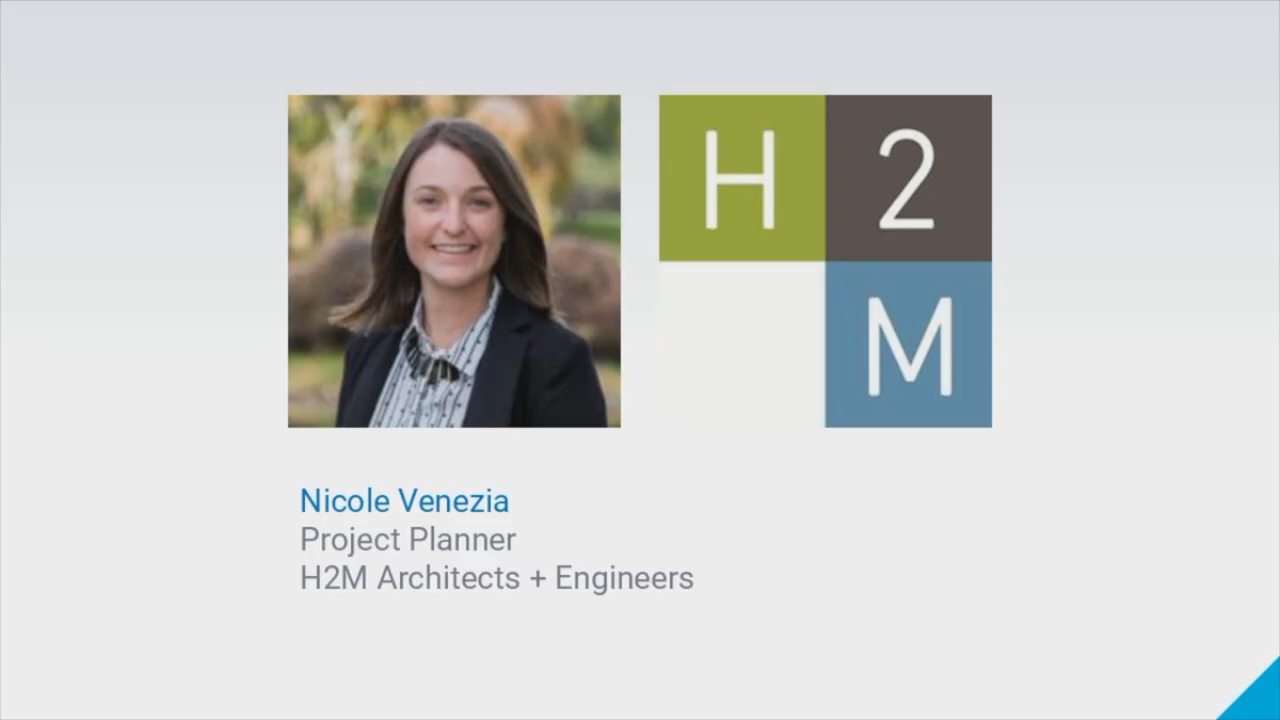 H 2
M
Nicole Venezia
Project Planner
H2M Architects + Engineers